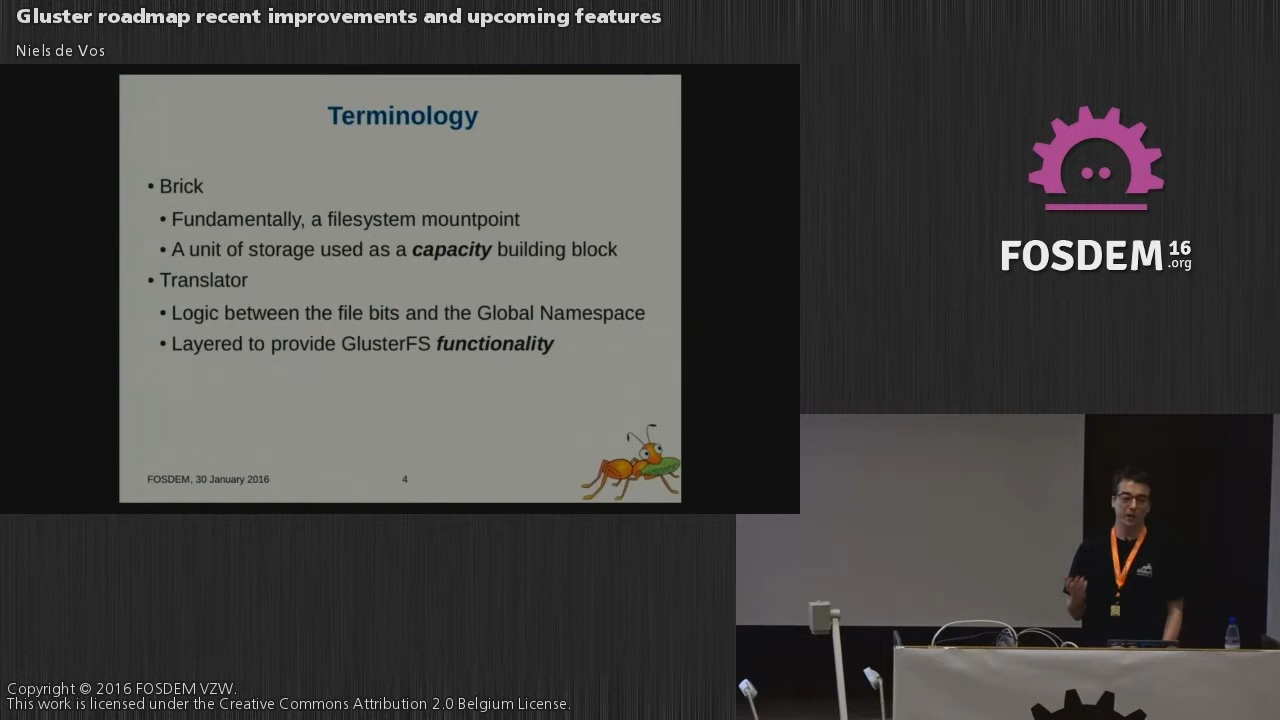 Gluster roadmap recent improvements and upcoming features
Niels de Vos
Terminology
• Brick
• Fundamentally, a filesystem mountpoint
• A unit of storage used as a capacity building block
• Translator
• Logic between the file bits and the Global Namespace
• Layered to provide GlusterFS functionality
FOSDEM, 30 January 2016
4
FOSDEM 16
.org
Copyright © 2016 FOSDEM VZW.
This work is licensed under the Creative Commons Attribution 2.0 Belgium License.